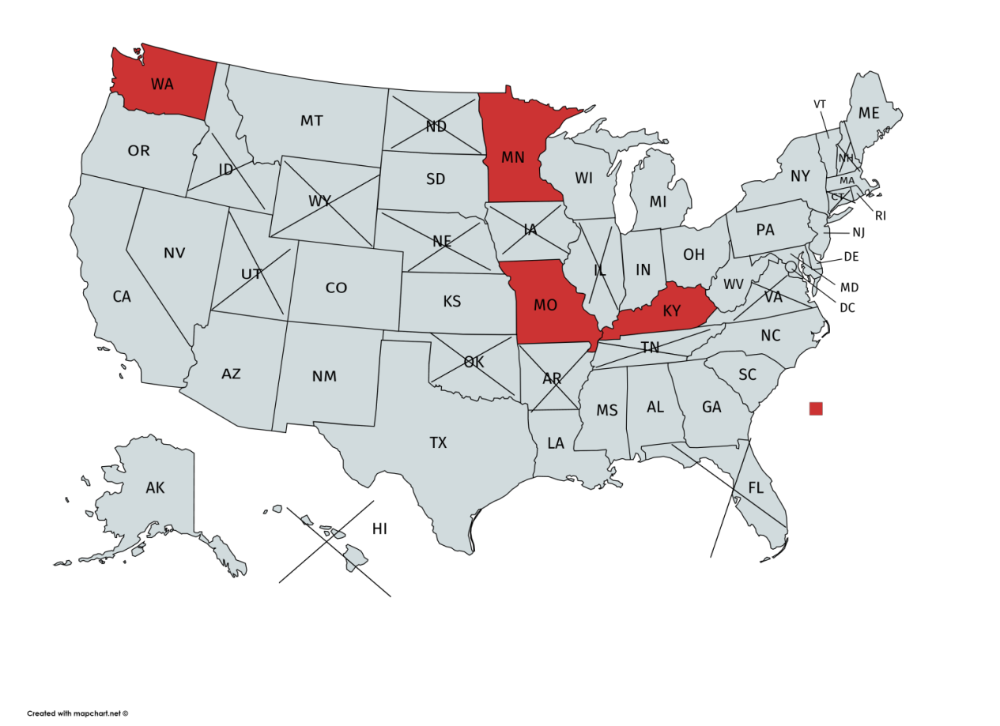 WA
MT
ND
MN
VT
ME
OR
ID
WY
SD
WI
MI
NY
NH
MA
CT
RI
NV
UT
CO
NE
IA
IL
IN
OH
PA
NJ
DE
MD
DC
CA
KS
MO
KY
WV
VA
AZ
NM
OK
AR
TN
NC
SC
TX
LA
MS
AL
GA
FL
AK
HI
Created with mapchart.net ©